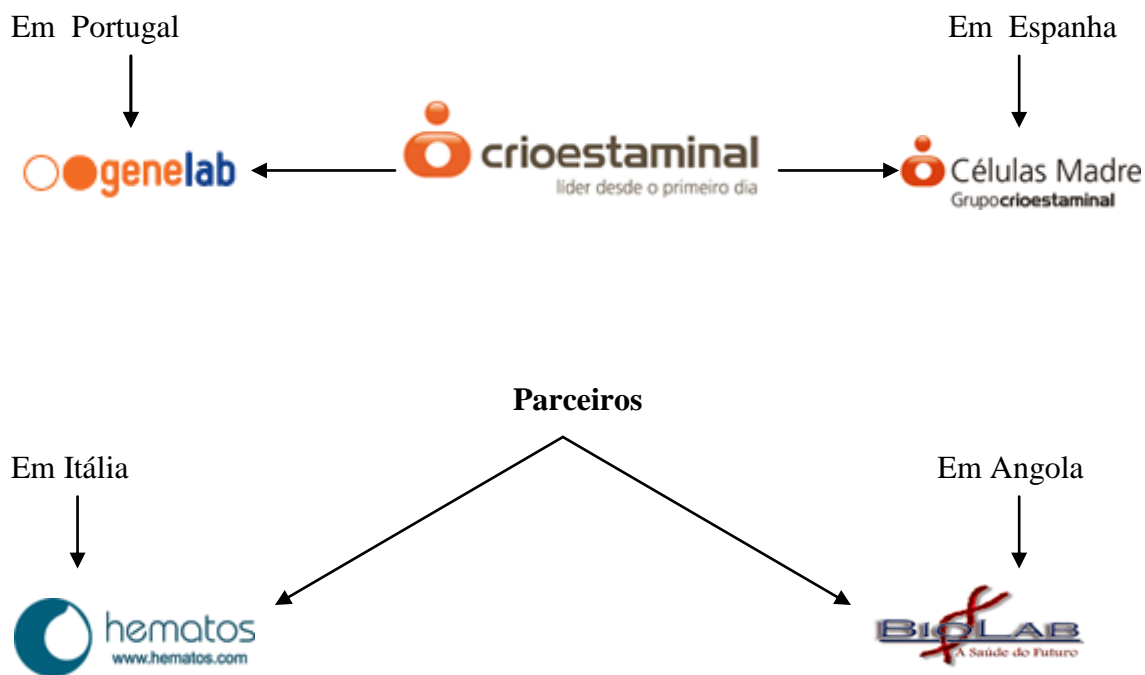 Em Portugal
Em Espanha
genelab
crioestaminal
líder desde o primeiro dia
Células Madre
Grupocrioestaminal
Parceiros
Em Itália
Em Angola
hematos
www.hematos.com
BIOLAB
A Saúde do Futuro